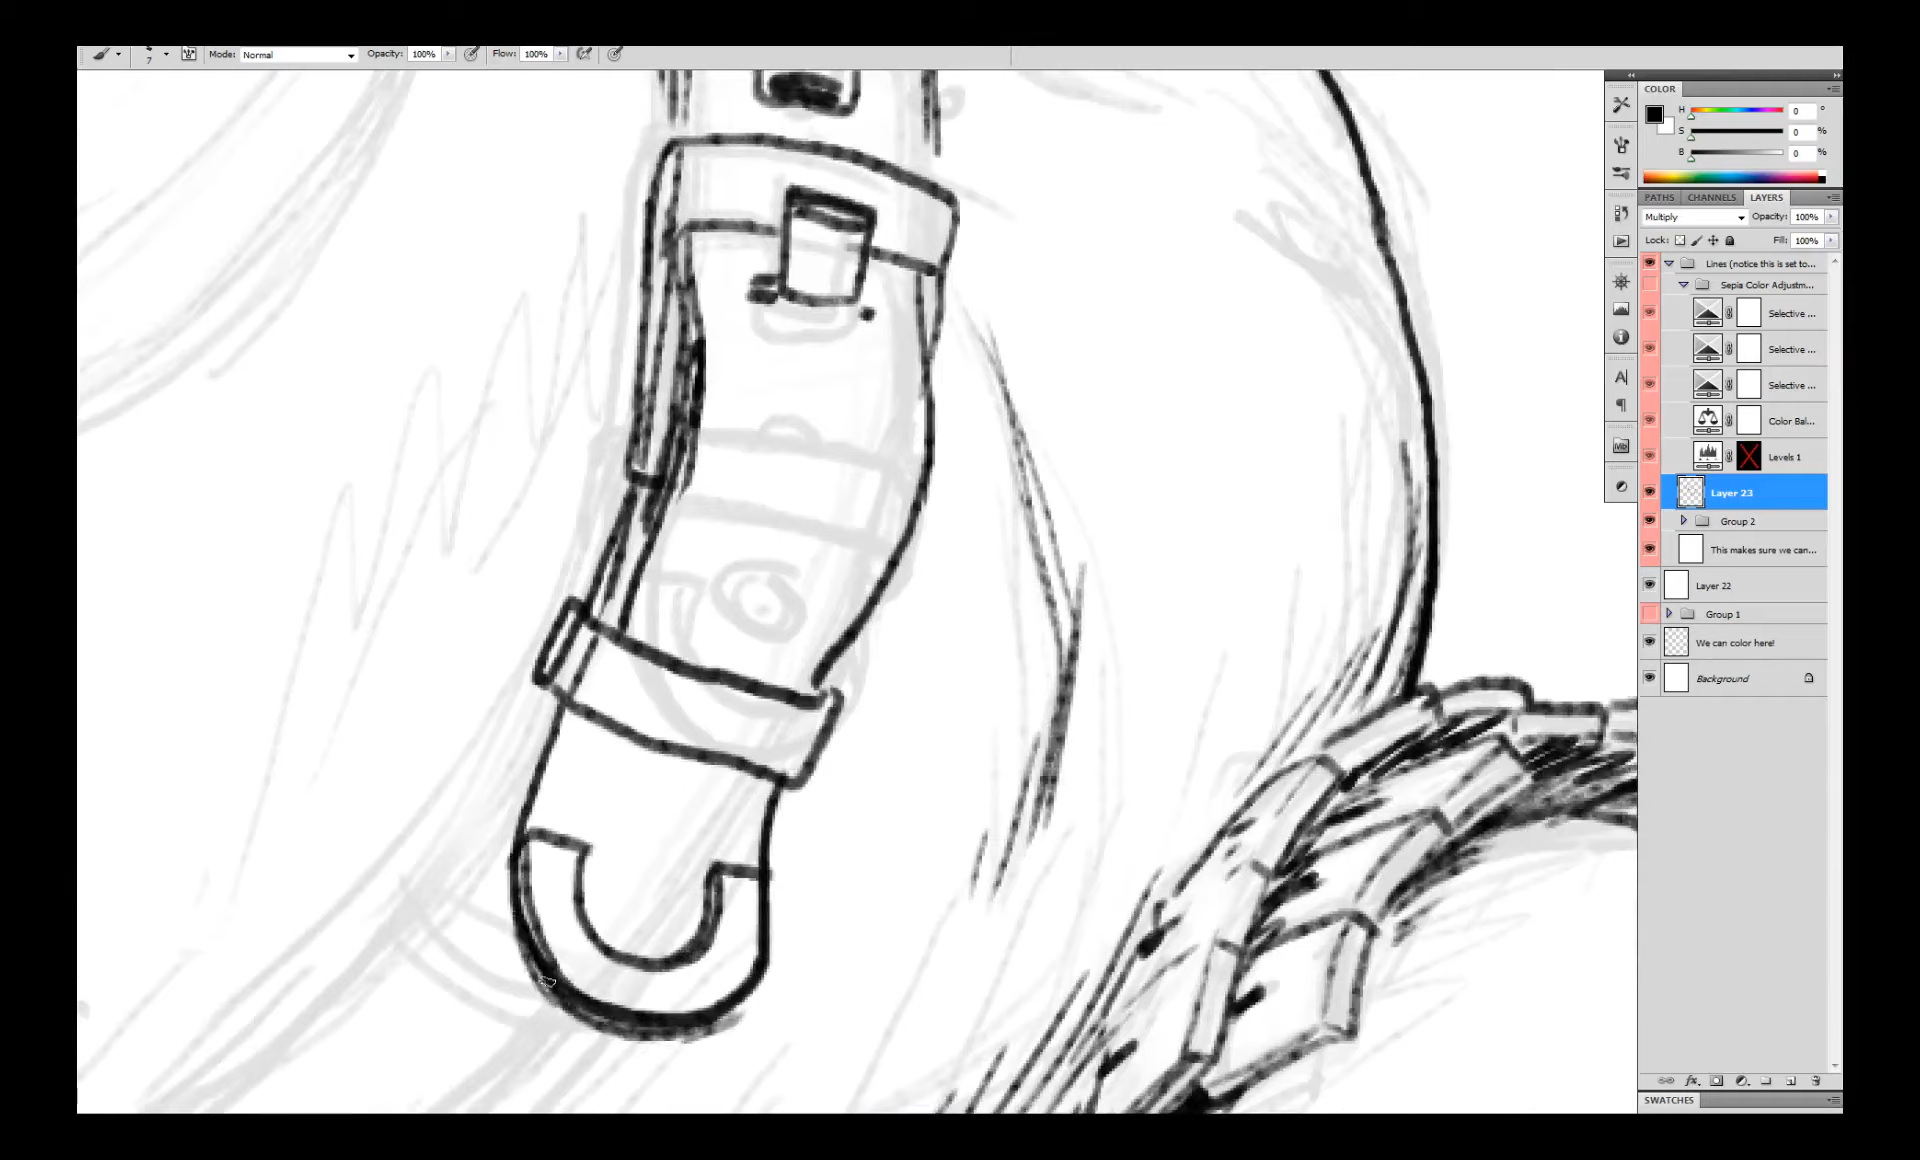 7 Mode: Normal Opacity: 100% Flow: 100%
COLOR
H 0 °
S 0 %
B 0 %
PATHS CHANNELS LAYERS
Multiply Opacity: 100%
Lock: Fill: 100%
Lines (notice this is set to...
Sepia Color Adjustm...
Selective ...
Selective ...
Selective ...
Color Bal...
Levels 1
Layer 23
Group 2
This makes sure we can...
Layer 22
Group 1
We can color here!
Background
fx
SWATCHES